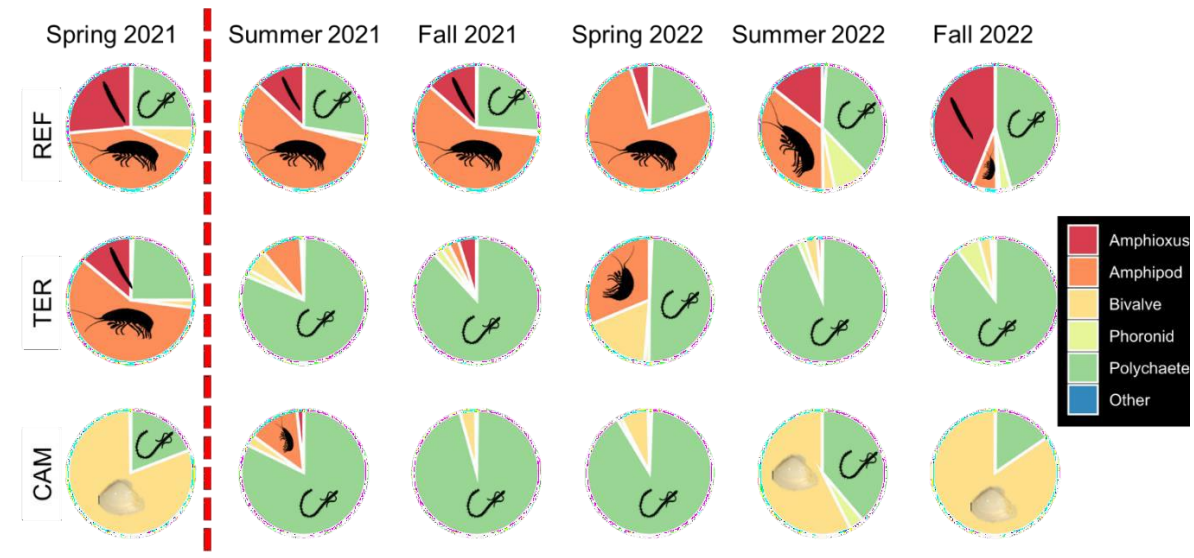 Spring 2021
Summer 2021
Fall 2021
Spring 2022
Summer 2022
Fall 2022
REF
TER
CAM
Amphioxus
Amphipod
Bivalve
Phoronid
Polychaete
Other